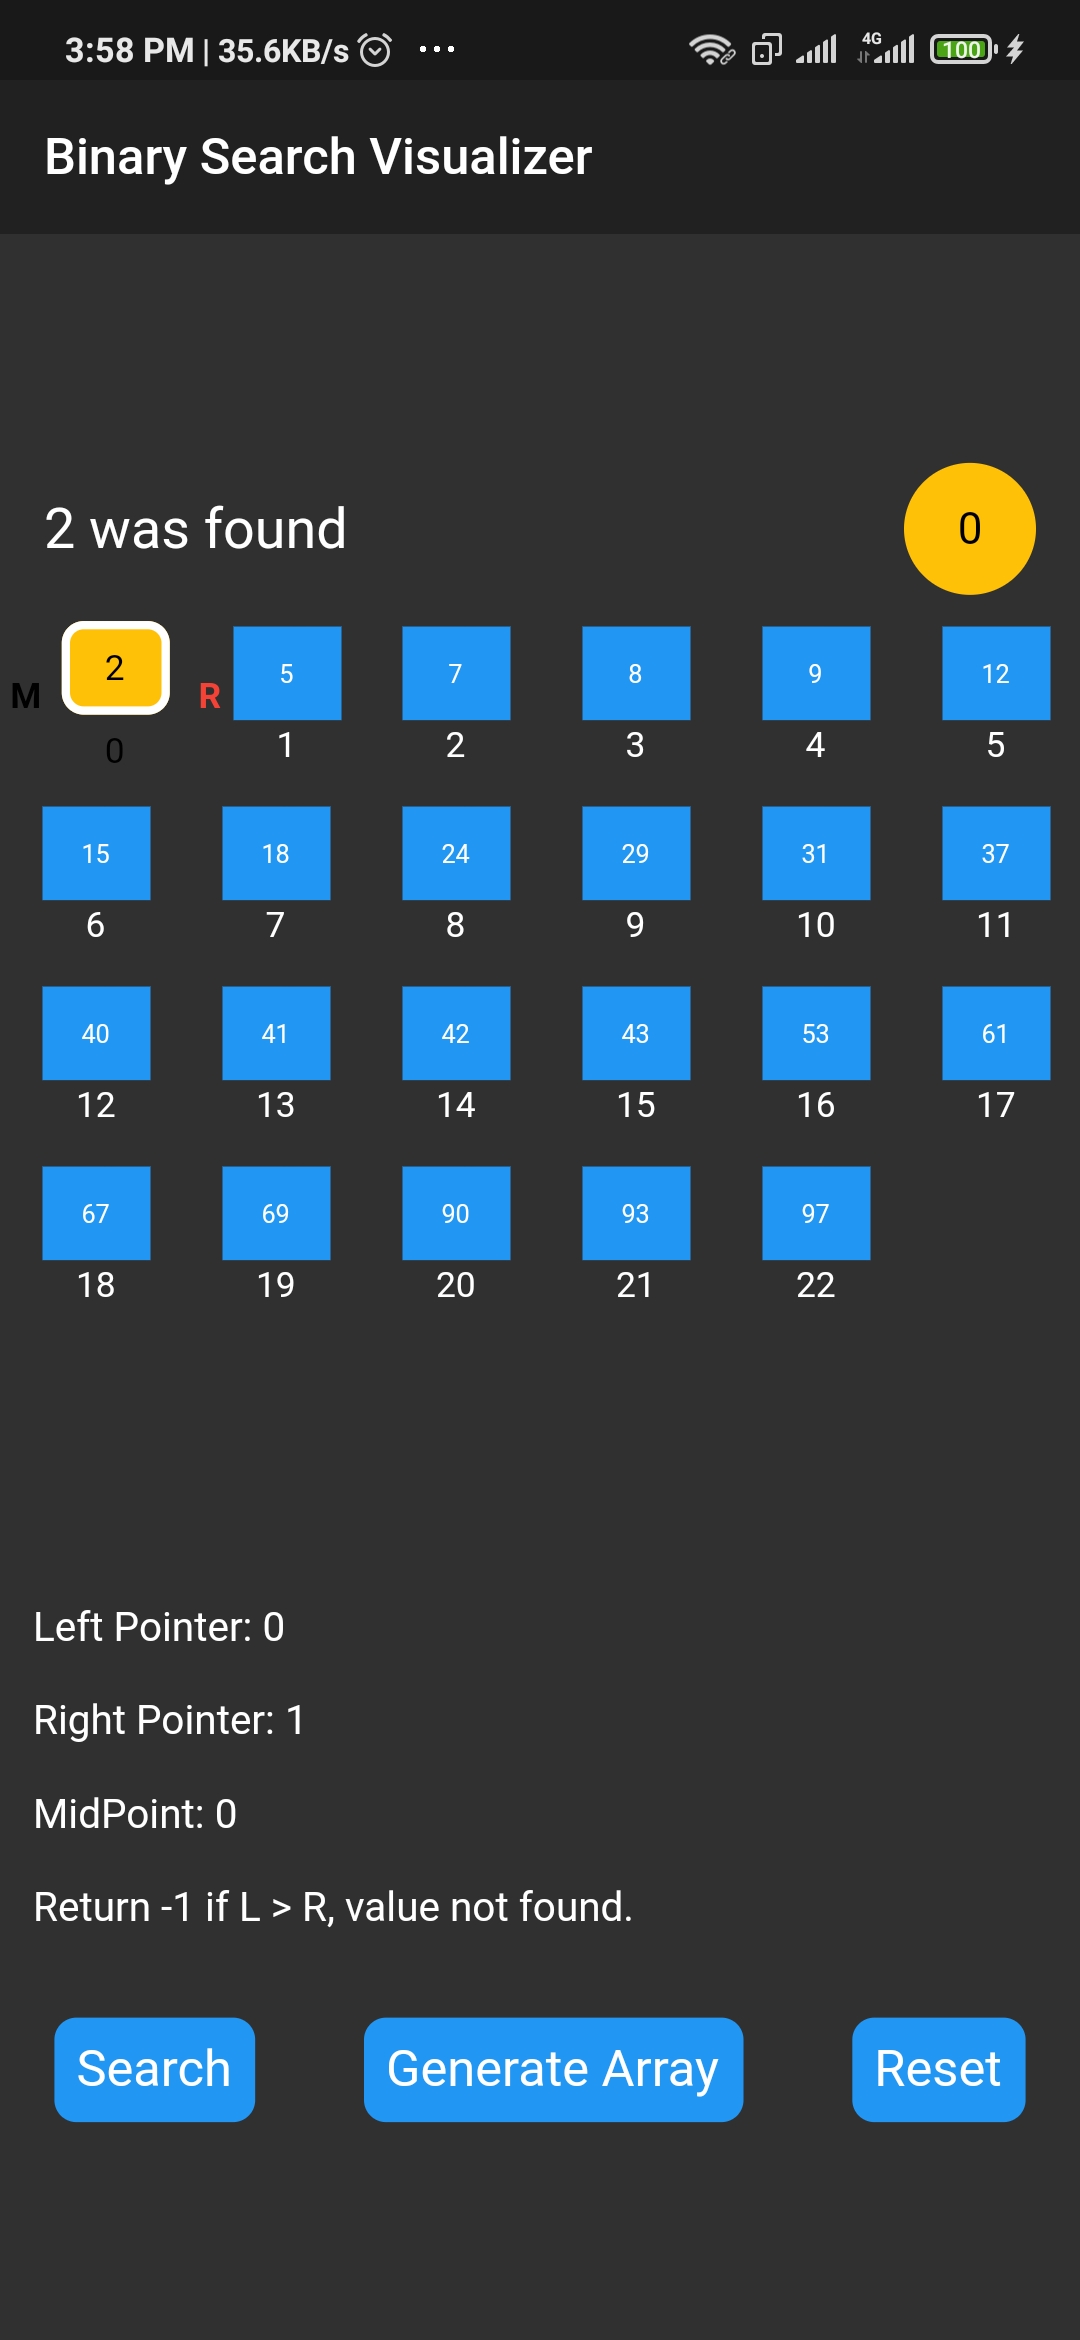 3:58 PM | 35.6KB/s ... 4G 100
Binary Search Visualizer
2 was found 0
M 2 R 5 7 8 9 12
0 1 2 3 4 5
15 18 24 29 31 37
6 7 8 9 10 11
40 41 42 43 53 61
12 13 14 15 16 17
67 69 90 93 97
18 19 20 21 22
Left Pointer: 0
Right Pointer: 1
MidPoint: 0
Return -1 if L > R, value not found.
Search Generate Array Reset